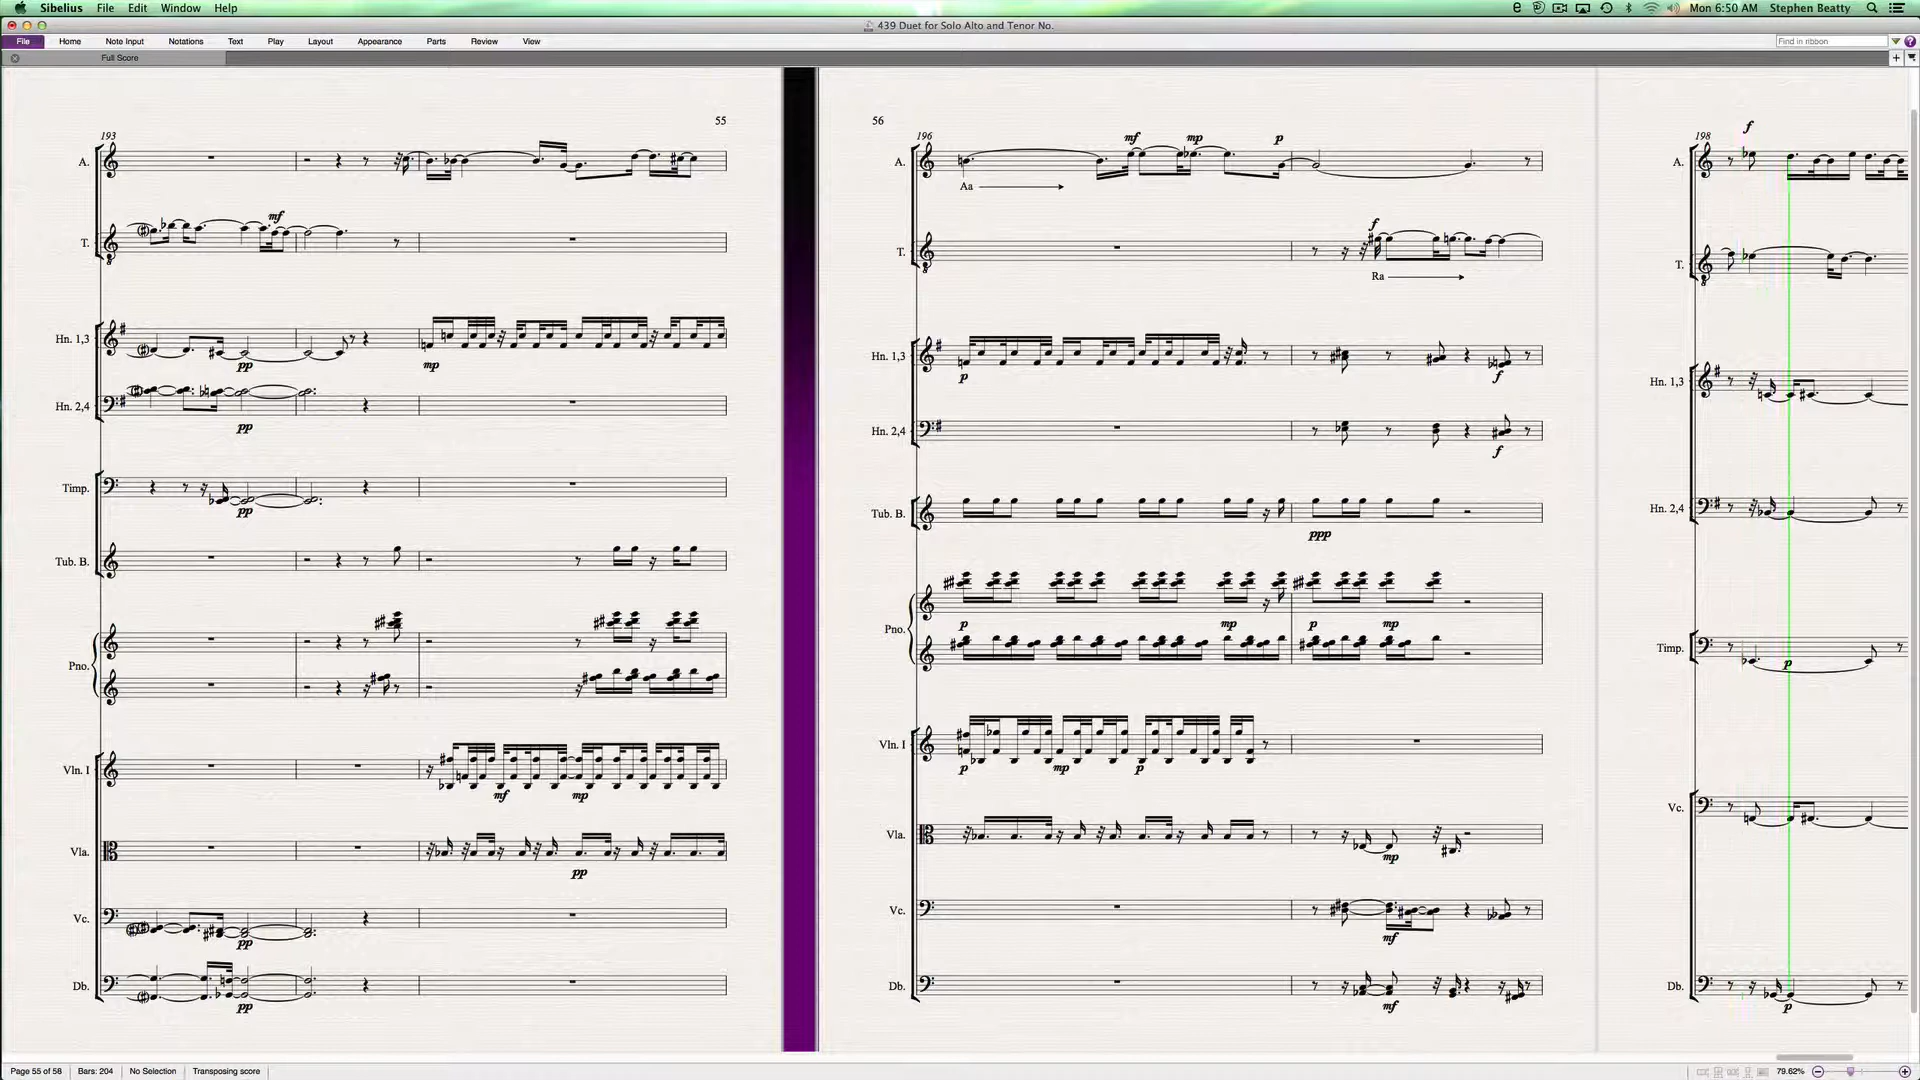 Sibelius File Edit Window Help Mon 6:50 AM Stephen Beatty
439 Duet for Solo Alto and Tenor No.
File Home Note Input Notations Text Play Layout Appearance Parts Review View Find in ribbon
Full Score
55
193
A.
mf
T.
Hn. 1,3
pp mp
Hn. 2,4
pp
Timp.
pp
Tub. B.
Pno.
Vln. I
mf mp
Vla.
pp
Vc.
pp
Db.
pp
56
196
mf mp p
A.
Aa
f
T.
Ra
Hn. 1,3
p f
Hn. 2,4
f
Tub. B.
ppp
p mp p mp
Pno.
Vln. I
p mp p
Vla.
mp
Vc.
mf
Db.
mf
f
198
A.
T.
Hn. 1,3
Hn. 2,4
Timp.
p
Vc.
Db.
p
Page 55 of 58 Bars: 204 No Selection Transposing score 79.62%